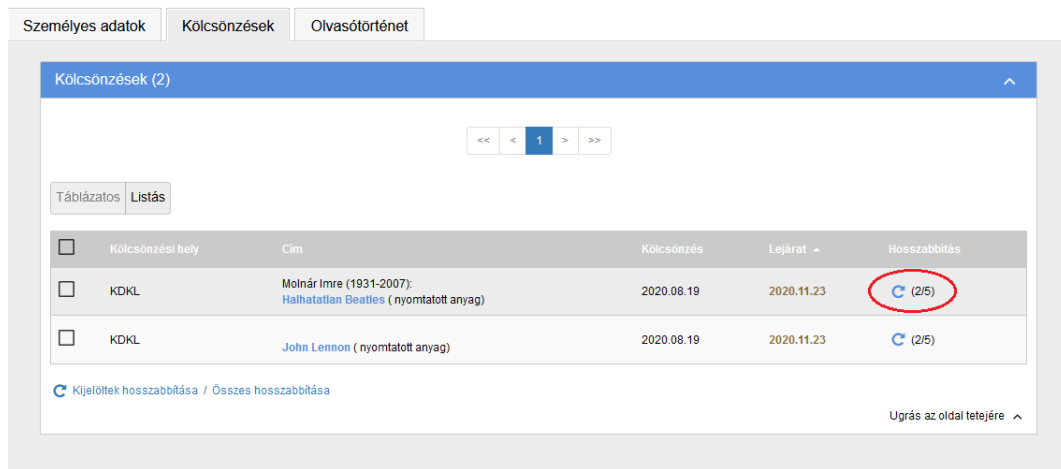 Személyes adatok Kölcsönzések Olvasótörténet
Kölcsönzések (2)
<< < 1 > >>
Táblázatos Listás
Kölcsönzési hely Cím Kölcsönzés Lejárat Hosszabbítás
Molnár Imre (1931-2007):
KDKL Halhatatlan Beatles ( nyomtatott anyag) 2020.08.19 2020.11.23 (2/5)
KDKL John Lennon ( nyomtatott anyag) 2020.08.19 2020.11.23 (2/5)
Kijelöltek hosszabbítása / Összes hosszabbítása
Ugrás az oldal tetejére